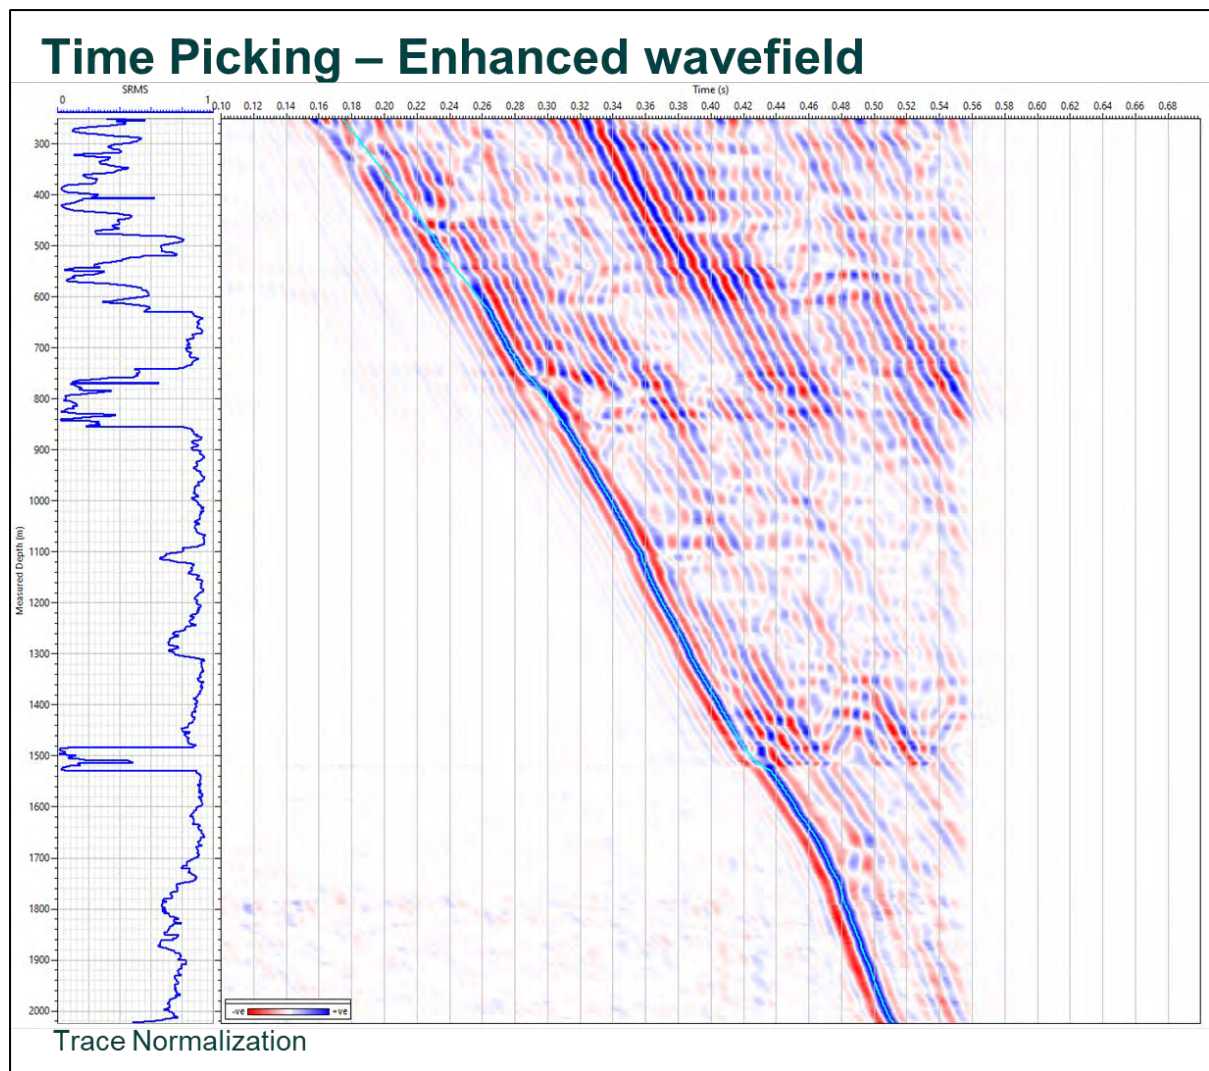 Time Picking – Enhanced wavefield
SRMS
Time (s)
0 1
0.10 0.12 0.14 0.16 0.18 0.20 0.22 0.24 0.26 0.28 0.30 0.32 0.34 0.36 0.38 0.40 0.42 0.44 0.46 0.48 0.50 0.52 0.54 0.56 0.58 0.60 0.62 0.64 0.66 0.68
Measured Depth (m)
300
400
500
600
700
800
900
1000
1100
1200
1300
1400
1500
1600
1700
1800
1900
2000
-ve +ve
Trace Normalization